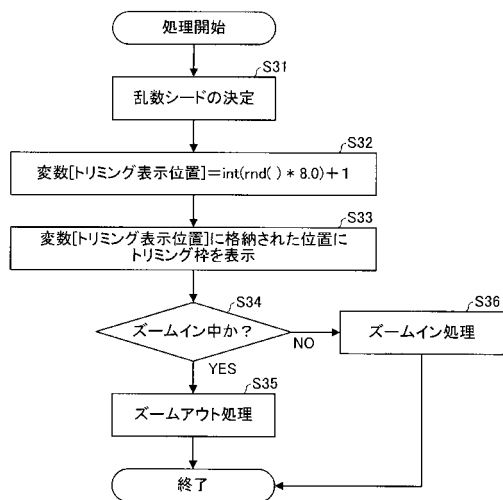 処理開始
S31
乱数シードの決定
S32
変数[トリミング表示位置]=int(rnd( ) * 8.0)+1
S33
変数[トリミング表示位置]に格納された位置に
トリミング枠を表示
S34
ズームイン中か?
NO
S36
ズームイン処理
YES
S35
ズームアウト処理
終了